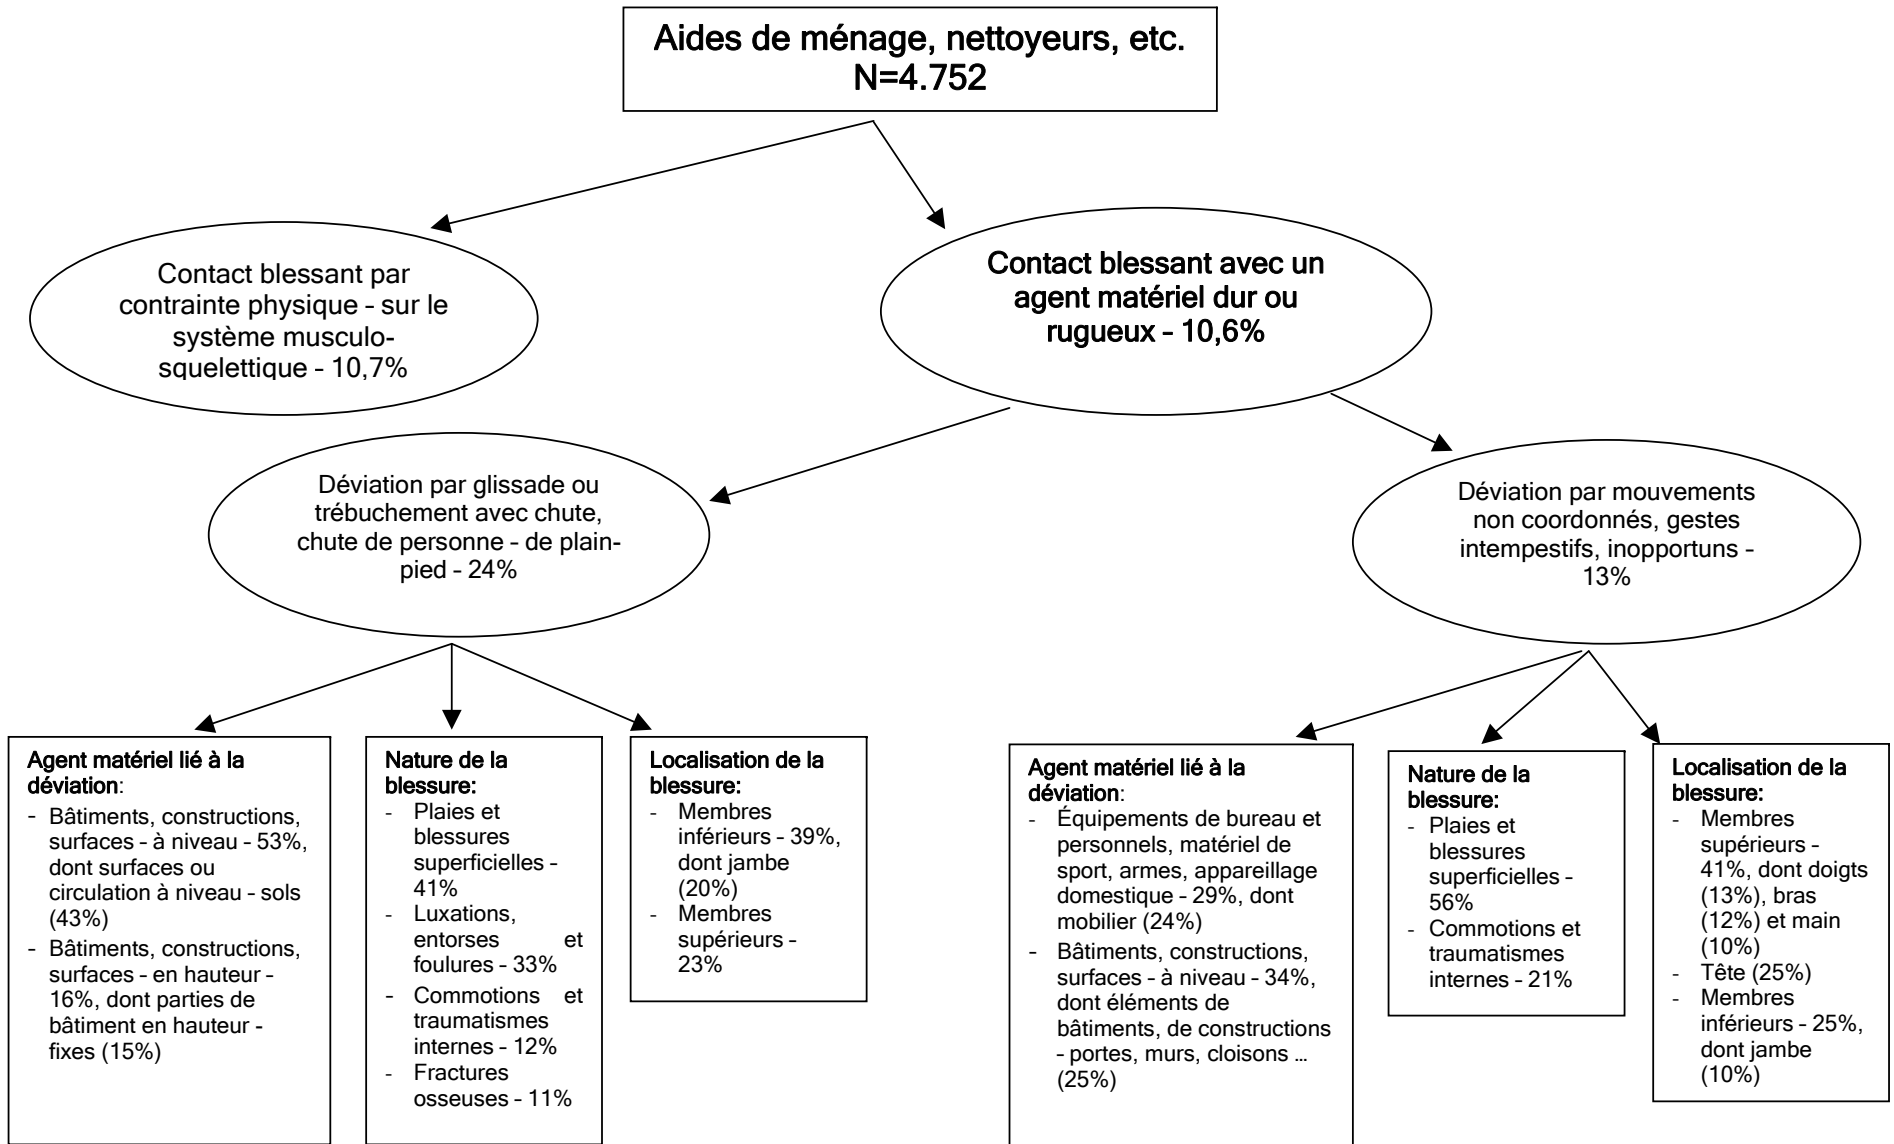 Aides de ménage, nettoyeurs, etc.
N=4.752
Contact blessant par
contrainte physique - sur le
système musculo-
squelettique - 10,7%
Contact blessant avec un
agent matériel dur ou
rugueux - 10,6%
Déviation par glissade ou
trébuchement avec chute,
chute de personne - de plain-
pied - 24%
Déviation par mouvements
non coordonnés, gestes
intempestifs, inopportuns -
13%
Agent matériel lié à la
déviation:
- Bâtiments, constructions,
surfaces - à niveau - 53%,
dont surfaces ou
circulation à niveau - sols
(43%)
- Bâtiments, constructions,
surfaces - en hauteur -
16%, dont parties de
bâtiment en hauteur -
fixes (15%)
Nature de la
blessure:
- Plaies et
blessures
superficielles -
41%
- Luxations,
entorses et
foulures - 33%
- Commotions et
traumatismes
internes - 12%
- Fractures
osseuses - 11%
Localisation de la
blessure:
- Membres
inférieurs - 39%,
dont jambe
(20%)
- Membres
supérieurs -
23%
Agent matériel lié à la
déviation:
- Équipements de bureau et
personnels, matériel de
sport, armes, appareillage
domestique - 29%, dont
mobilier (24%)
- Bâtiments, constructions,
surfaces - à niveau - 34%,
dont éléments de
bâtiments, de constructions
- portes, murs, cloisons ...
(25%)
Nature de la
blessure:
- Plaies et
blessures
superficielles -
56%
- Commotions et
traumatismes
internes - 21%
Localisation de la
blessure:
- Membres
supérieurs -
41%, dont doigts
(13%), bras
(12%) et main
(10%)
- Tête (25%)
- Membres
inférieurs - 25%,
dont jambe
(10%)